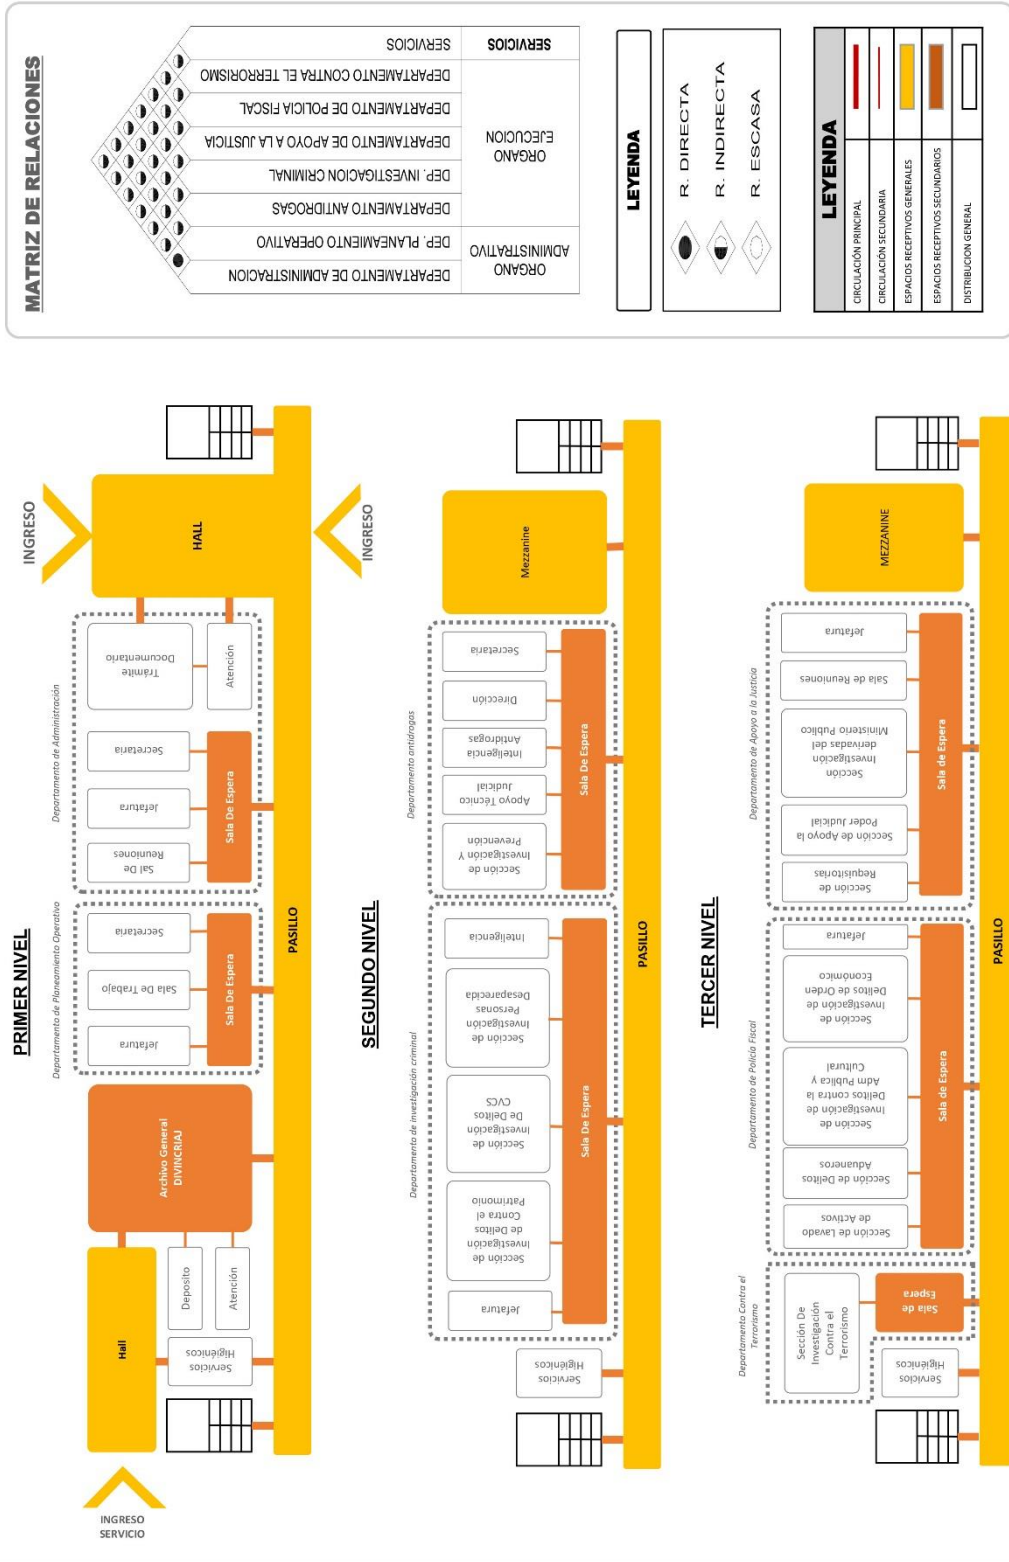 PRIMER NIVEL
Departamento de Planeamiento Operativo
Departamento de Administración
INGRESO
SERVICIO
Hall
Servicios
Higiénicos
Deposito
Atención
Archivo General
DIVINCRIAJ
Jefatura
Sala De Trabajo
Secretaria
Sala De Espera
Sal De
Reuniones
Jefatura
Secretaria
Sala De Espera
Trámite
Documentario
Atención
HALL
INGRESO
INGRESO
PASILLO
SEGUNDO NIVEL
Departamento de investigación criminal
Departamento antidrogas
Servicios
Higiénicos
Jefatura
Sección de
Investigación
de Delitos
Contra el
Patrimonio
Sección de
Investigación
De Delitos
CVCS
Sección de
Investigación
Personas
Desaparecida
Inteligencia
Sala De Espera
Sección de
Investigación Y
Prevención
Apoyo Técnico
Judicial
Inteligencia
Antidrogas
Dirección
Secretaria
Sala De Espera
Mezzanine
PASILLO
TERCER NIVEL
Departamento Contra el
Terrorismo
Departamento de Policía Fiscal
Departamento de Apoyo a la Justicia
Servicios
Higiénicos
Sección De
Investigación
Contra el
Terrorismo
Sala de
Espera
Sección de Lavado
de Activos
Sección de Delitos
Aduaneros
Sección de
Investigación de
Delitos contra la
Adm Publica y
Cultural
Sección de
Investigación de
Delitos de Orden
Económico
Jefatura
Sala de Espera
Sección de
Requisitorias
Sección de Apoyo la
Poder Judicial
Sección
Investigación
derivadas del
Ministerio Publico
Sala de Reuniones
Jefatura
Sala de Espera
MEZZANINE
PASILLO
MATRIZ DE RELACIONES
SERVICIOS
SERVICIOS
DEPARTAMENTO CONTRA EL TERRORISMO
DEPARTAMENTO DE POLICIA FISCAL
DEPARTAMENTO DE APOYO A LA JUSTICIA
DEP. INVESTIGACION CRIMINAL
DEPARTAMENTO ANTIDROGAS
ORGANO
EJECUCION
DEP. PLANEAMIENTO OPERATIVO
DEPARTAMENTO DE ADMINISTRACION
ORGANO
ADMINISTRATIVO
LEYENDA
R. DIRECTA
R. INDIRECTA
R. ESCASA
LEYENDA
CIRCULACIÓN PRINCIPAL
CIRCULACIÓN SECUNDARIA
ESPACIOS RECEPTIVOS GENERALES
ESPACIOS RECEPTIVOS SECUNDARIOS
DISTRIBUCION GENERAL